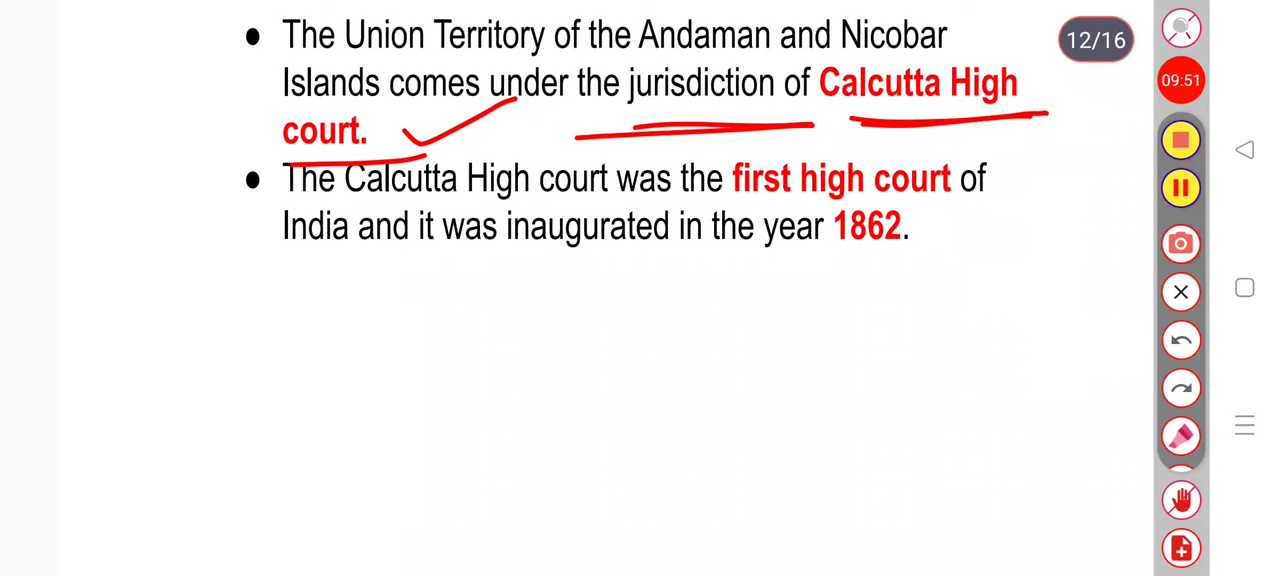 ● The Union Territory of the Andaman and Nicobar
Islands comes under the jurisdiction of Calcutta High
court.
● The Calcutta High court was the first high court of
India and it was inaugurated in the year 1862.
12/16
09:51